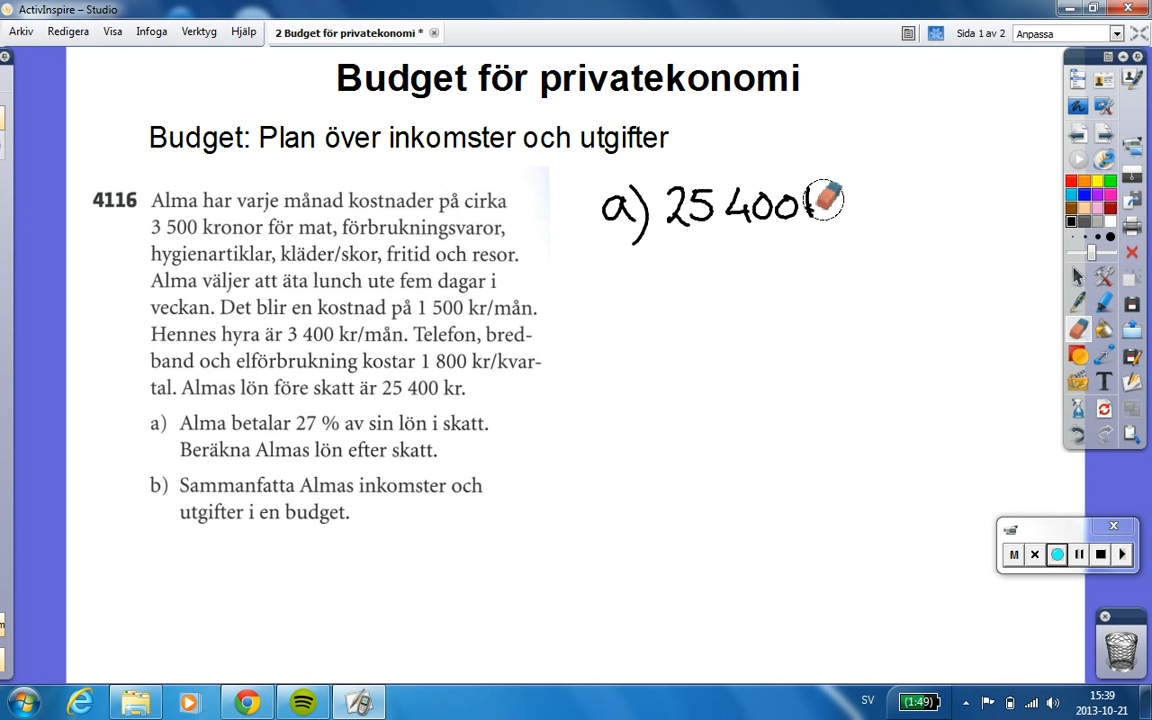 ActivInspire – Studio
Arkiv Redigera Visa Infoga Verktyg Hjälp 2 Budget för privatekonomi * Sida 1 av 2 Anpassa
Budget för privatekonomi
Budget: Plan över inkomster och utgifter
a) 25 400
4116 Alma har varje månad kostnader på cirka
3 500 kronor för mat, förbrukningsvaror,
hygienartiklar, kläder/skor, fritid och resor.
Alma väljer att äta lunch ute fem dagar i
veckan. Det blir en kostnad på 1 500 kr/mån.
Hennes hyra är 3 400 kr/mån. Telefon, bred-
band och elförbrukning kostar 1 800 kr/kvar-
tal. Almas lön före skatt är 25 400 kr.
a) Alma betalar 27 % av sin lön i skatt.
Beräkna Almas lön efter skatt.
b) Sammanfatta Almas inkomster och
utgifter i en budget.
M
SV (1:49) 15:39
2013-10-21